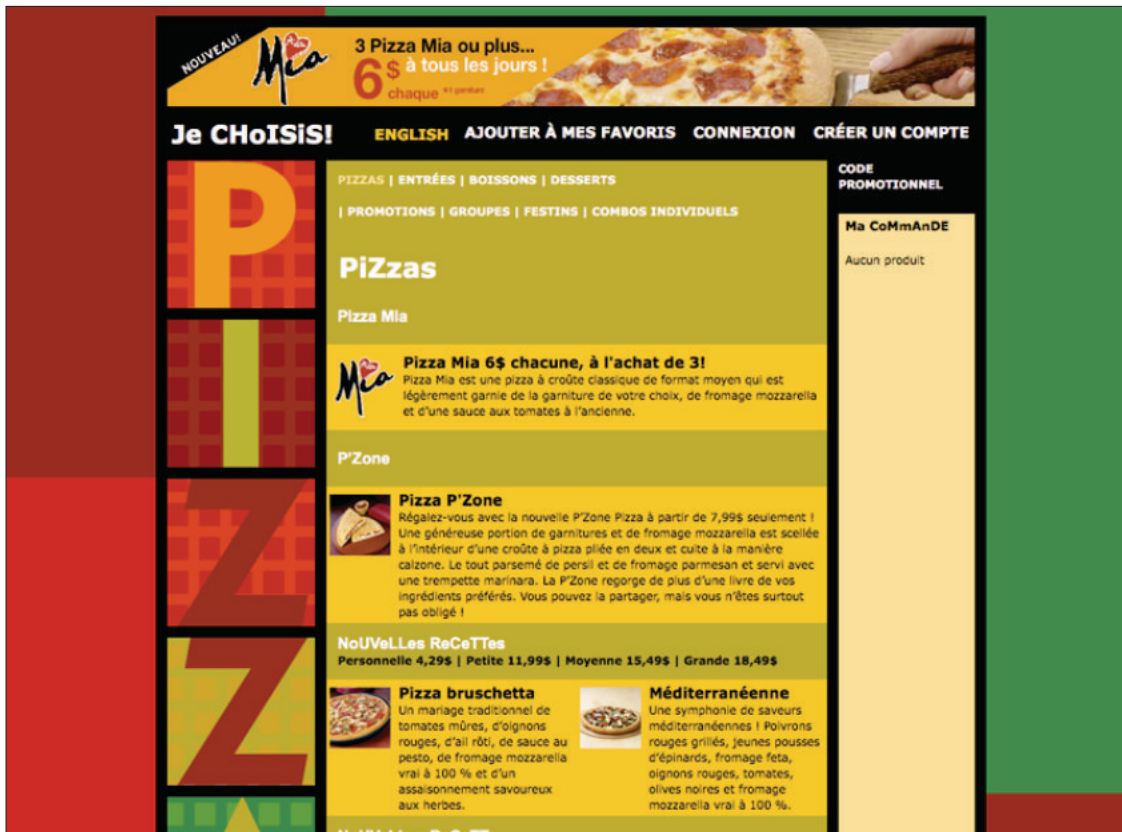 NOUVEAU!
Pizza
Mia
3 Pizza Mia ou plus...
6$ à tous les jours !
chaque *1 garniture
Je CHoISiS!
ENGLISH AJOUTER À MES FAVORIS CONNEXION CRÉER UN COMPTE
P
I
Z
Z
PIZZAS | ENTRÉES | BOISSONS | DESSERTS
| PROMOTIONS | GROUPES | FESTINS | COMBOS INDIVIDUELS
PiZzas
Pizza Mia
Mia
Pizza Mia 6$ chacune, à l'achat de 3!
Pizza Mia est une pizza à croûte classique de format moyen qui est
légèrement garnie de la garniture de votre choix, de fromage mozzarella
et d'une sauce aux tomates à l'ancienne.
P'Zone
Pizza P'Zone
Régalez-vous avec la nouvelle P'Zone Pizza à partir de 7,99$ seulement !
Une généreuse portion de garnitures et de fromage mozzarella est scellée
à l'intérieur d'une croûte à pizza pliée en deux et cuite à la manière
calzone. Le tout parsemé de persil et de fromage parmesan et servi avec
une trempette marinara. La P'Zone regorge de plus d'une livre de vos
ingrédients préférés. Vous pouvez la partager, mais vous n'êtes surtout
pas obligé !
NoUVeLLes ReCeTTes
Personnelle 4,29$ | Petite 11,99$ | Moyenne 15,49$ | Grande 18,49$
Pizza bruschetta
Un mariage traditionnel de
tomates mûres, d'oignons
rouges, d'ail rôti, de sauce au
pesto, de fromage mozzarella
vrai à 100 % et d'un
assaisonnement savoureux
aux herbes.
Méditerranéenne
Une symphonie de saveurs
méditerranéennes ! Poivrons
rouges grillés, jeunes pousses
d'épinards, fromage feta,
oignons rouges, tomates,
olives noires et fromage
mozzarella vrai à 100 %.
CODE
PROMOTIONNEL
Ma CoMmAnDE
Aucun produit